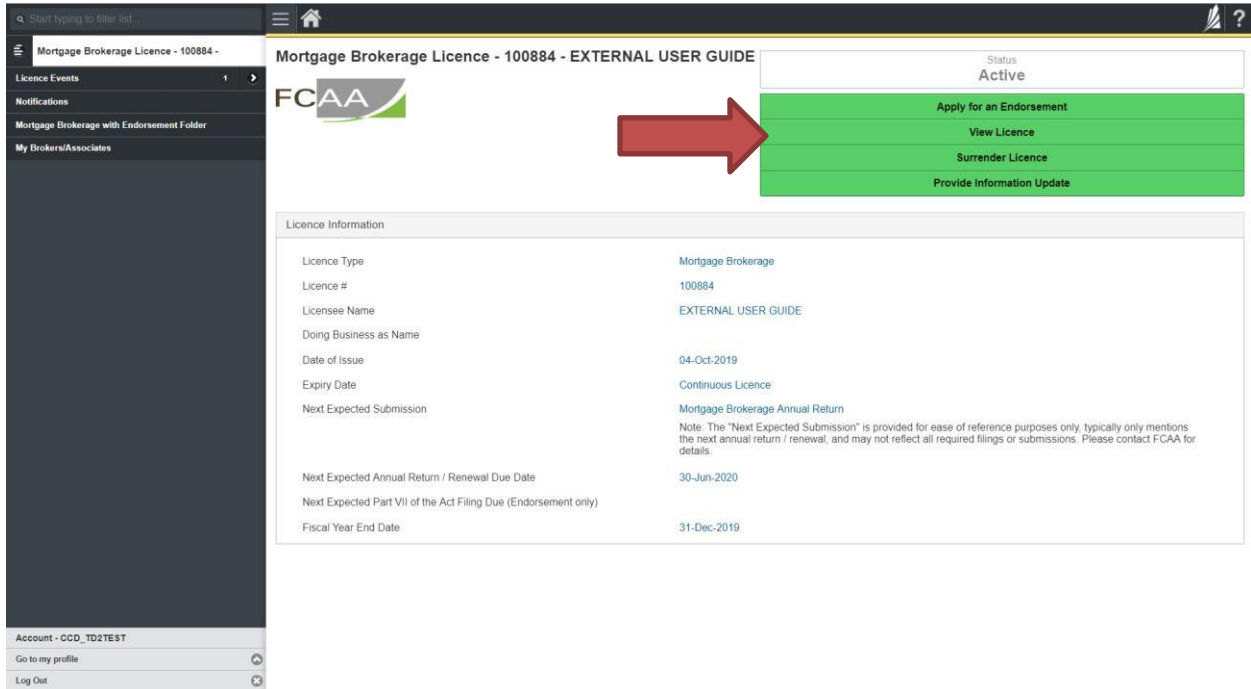 Start typing to filter list...
Mortgage Brokerage Licence - 100884 -
Licence Events 1
Notifications
Mortgage Brokerage with Endorsement Folder
My Brokers/Associates
Account - CCD_TD2TEST
Go to my profile
Log Out
?
Mortgage Brokerage Licence - 100884 - EXTERNAL USER GUIDE
FCAA
Status
Active
Apply for an Endorsement
View Licence
Surrender Licence
Provide Information Update
Licence Information
Licence Type Mortgage Brokerage
Licence # 100884
Licensee Name EXTERNAL USER GUIDE
Doing Business as Name
Date of Issue 04-Oct-2019
Expiry Date Continuous Licence
Next Expected Submission Mortgage Brokerage Annual Return
Note: The "Next Expected Submission" is provided for ease of reference purposes only, typically only mentions
the next annual return / renewal, and may not reflect all required filings or submissions. Please contact FCAA for
details.
Next Expected Annual Return / Renewal Due Date 30-Jun-2020
Next Expected Part VII of the Act Filing Due (Endorsement only)
Fiscal Year End Date 31-Dec-2019